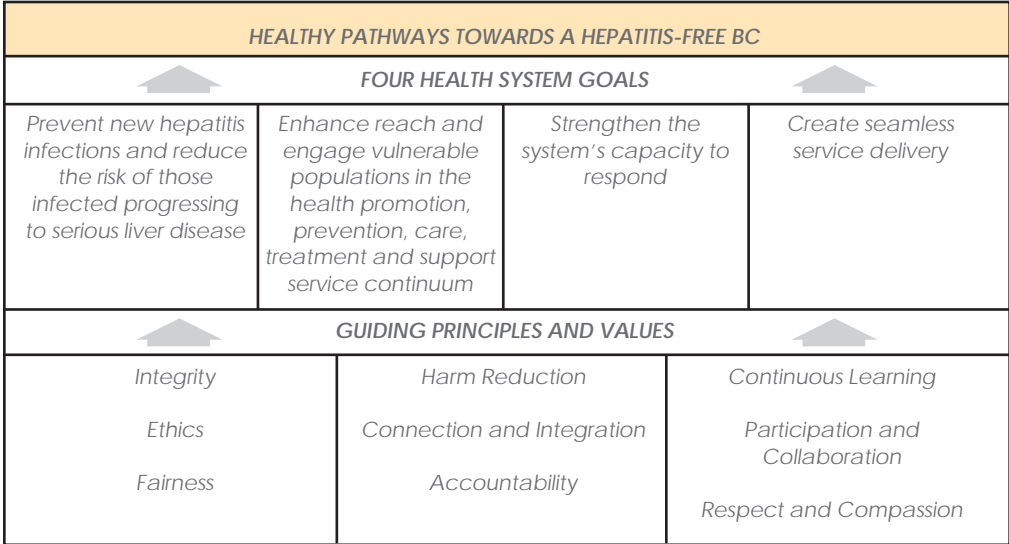 HEALTHY PATHWAYS TOWARDS A HEPATITIS-FREE BC
FOUR HEALTH SYSTEM GOALS
Prevent new hepatitis
infections and reduce
the risk of those
infected progressing
to serious liver disease
Enhance reach and
engage vulnerable
populations in the
health promotion,
prevention, care,
treatment and support
service continuum
Strengthen the
system's capacity to
respond
Create seamless
service delivery
GUIDING PRINCIPLES AND VALUES
Integrity
Ethics
Fairness
Harm Reduction
Connection and Integration
Accountability
Continuous Learning
Participation and
Collaboration
Respect and Compassion